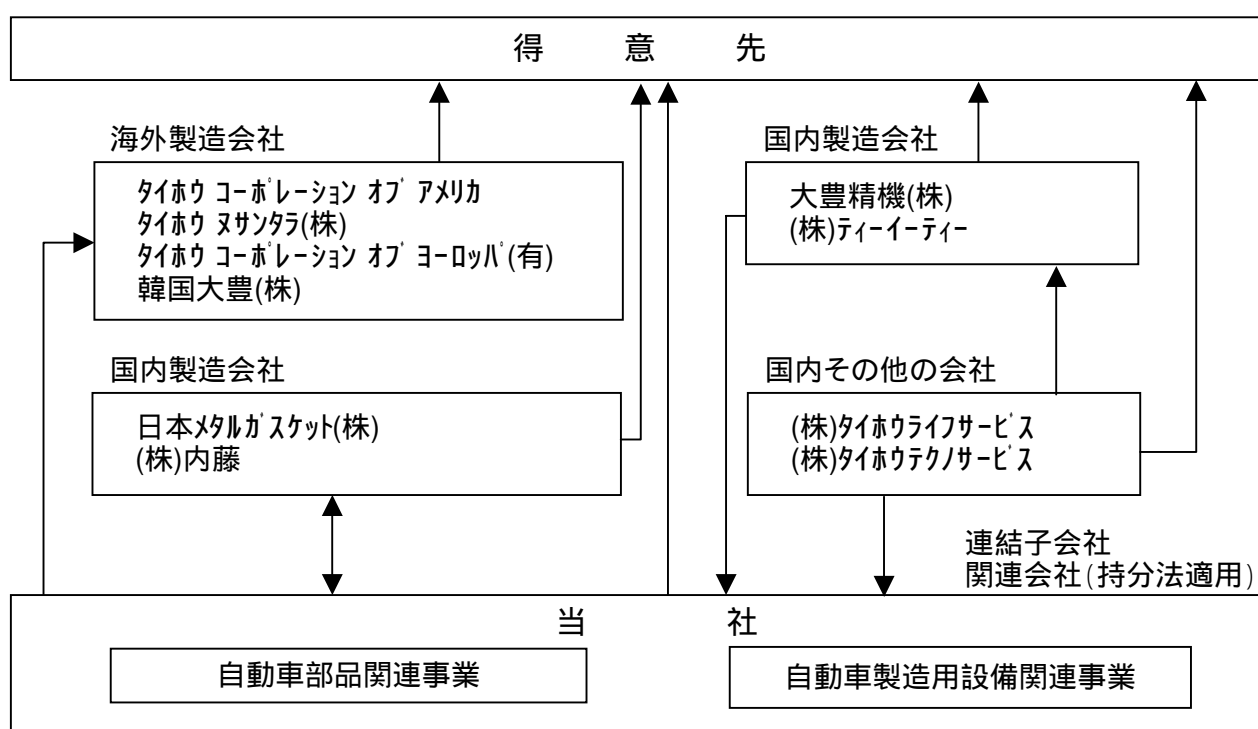 得 意 先
海外製造会社
ﾀｲﾎｳ ｺｰﾎﾟﾚｰｼｮﾝ ｵﾌﾞ ｱﾒﾘｶ
ﾀｲﾎｳ ﾇｻﾝﾀﾗ(株)
ﾀｲﾎｳ ｺｰﾎﾟﾚｰｼｮﾝ ｵﾌﾞ ﾖｰﾛｯﾊﾟ(有)
韓国大豊(株)
国内製造会社
日本ﾒﾀﾙｶﾞｽｹｯﾄ(株)
(株)内藤
国内製造会社
大豊精機(株)
(株)ﾃｨｰｲｰﾃｨｰ
国内その他の会社
(株)ﾀｲﾎｳﾗｲﾌｻｰﾋﾞｽ
(株)ﾀｲﾎｳﾃｸﾉｻｰﾋﾞｽ
連結子会社
関連会社(持分法適用)
当 社
自動車部品関連事業
自動車製造用設備関連事業